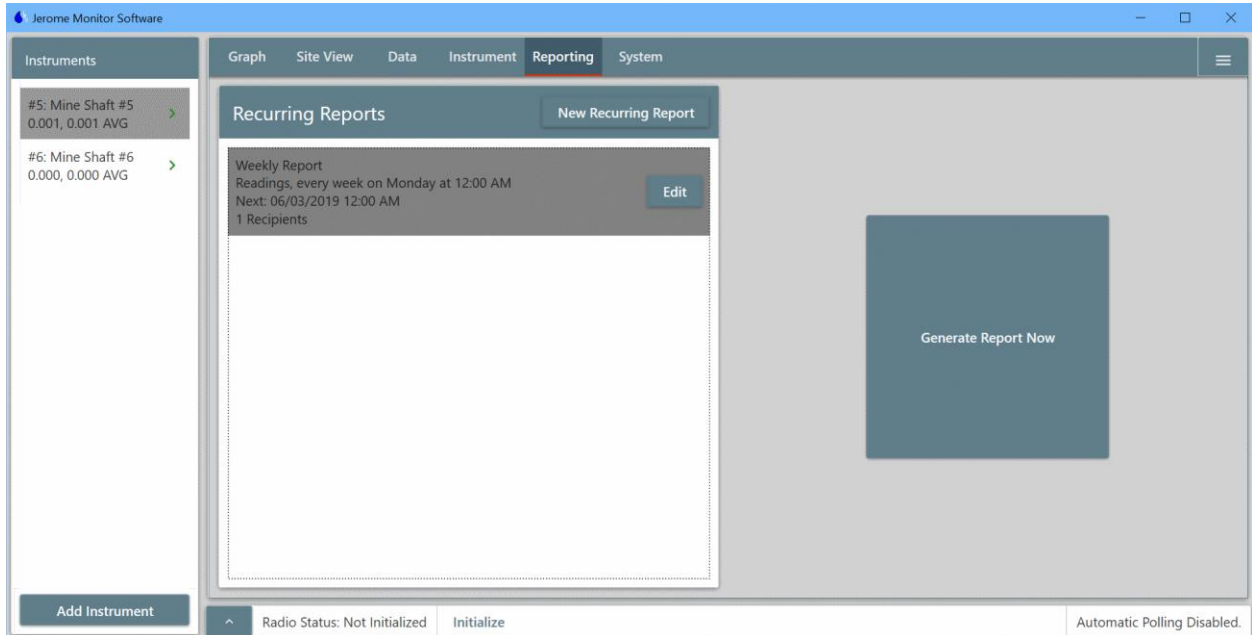 Jerome Monitor Software
Instruments
#5: Mine Shaft #5
0.001, 0.001 AVG
#6: Mine Shaft #6
0.000, 0.000 AVG
Add Instrument
Graph Site View Data Instrument Reporting System
Recurring Reports New Recurring Report
Weekly Report
Readings, every week on Monday at 12:00 AM
Next: 06/03/2019 12:00 AM
1 Recipients
Edit
Generate Report Now
Radio Status: Not Initialized Initialize Automatic Polling Disabled.